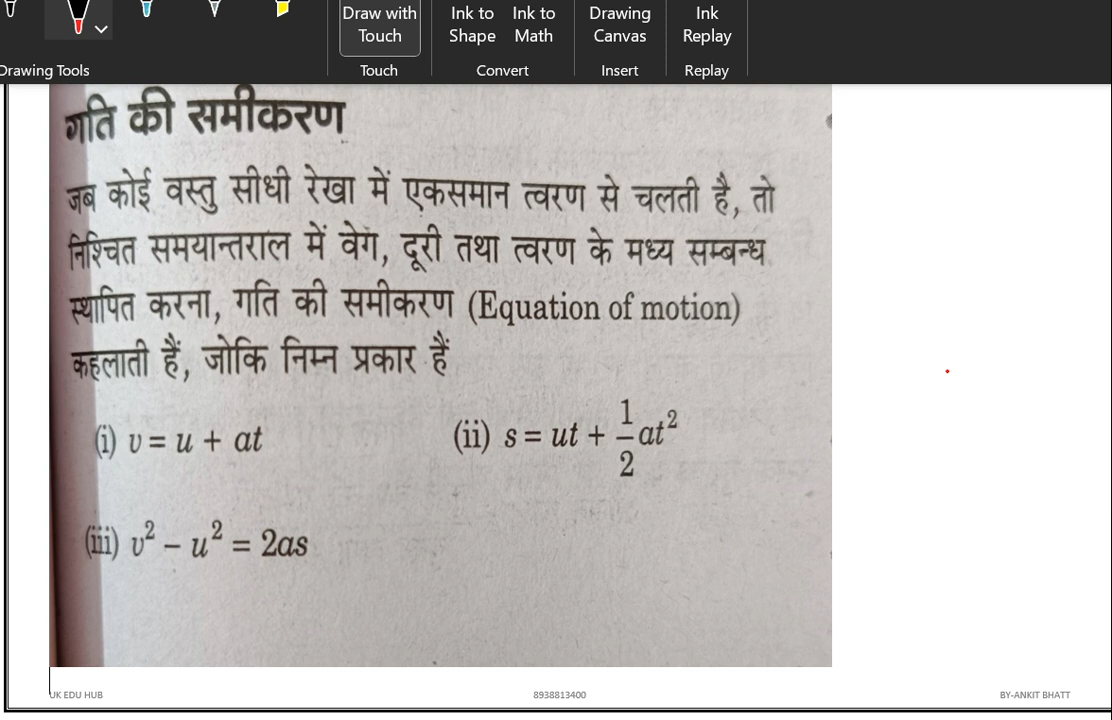 Draw with Touch
Ink to Shape
Ink to Math
Drawing Canvas
Ink Replay
Drawing Tools
Touch
Convert
Insert
Replay
गति की समीकरण
जब कोई वस्तु सीधी रेखा में एकसमान त्वरण से चलती है, तो
निश्चित समयान्तराल में वेग, दूरी तथा त्वरण के मध्य सम्बन्ध
स्थापित करना, गति की समीकरण (Equation of motion)
कहलाती हैं, जोकि निम्न प्रकार हैं
(i) v = u + at (ii) s = ut + 1/2 at²
(iii) v² – u² = 2as
UK EDU HUB 8938813400 BY-ANKIT BHATT